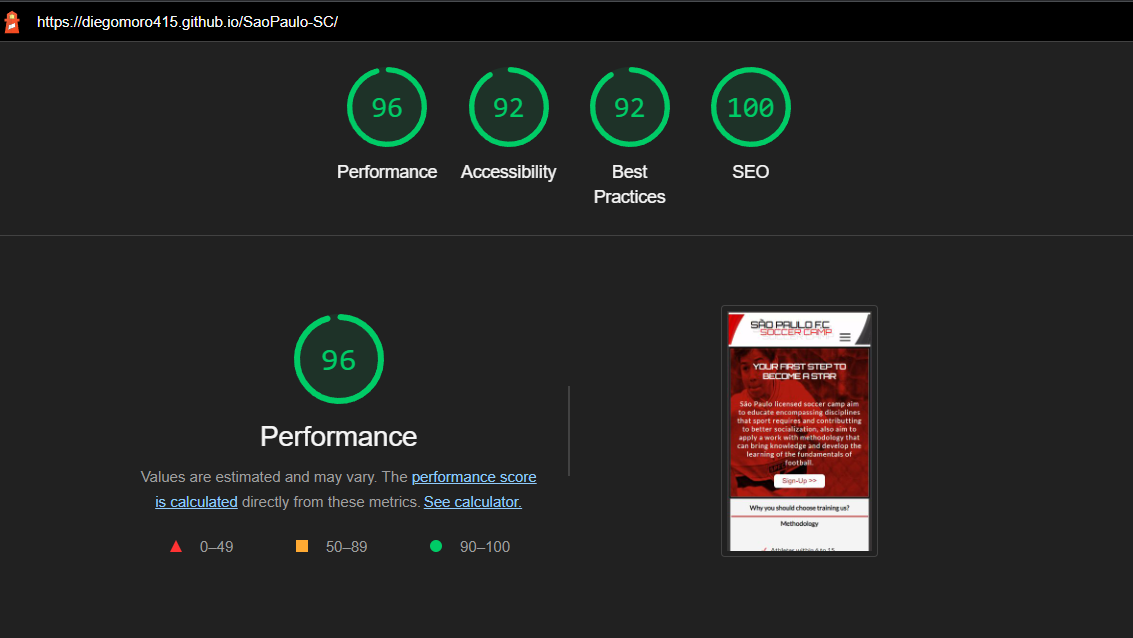 https://diegomoro415.github.io/SaoPaulo-SC/
96
92
92
100
Performance
Accessibility
Best
Practices
SEO
96
Performance
Values are estimated and may vary. The performance score
is calculated directly from these metrics. See calculator.
0–49
50–89
90–100
SÃO PAULO F.C
SOCCER CAMP
YOUR FIRST STEP TO
BECOME A STAR
São Paulo licensed soccer camp aim
to educate encompassing disciplines
that sport requires and contributting
to better socialization, also aim to
apply a work with methodology that
can bring knowledge and develop the
learning of the fundamentals of
football.
Sign-Up >>
Why you should choose training us?
Methodology
Athletes within 6 to 15